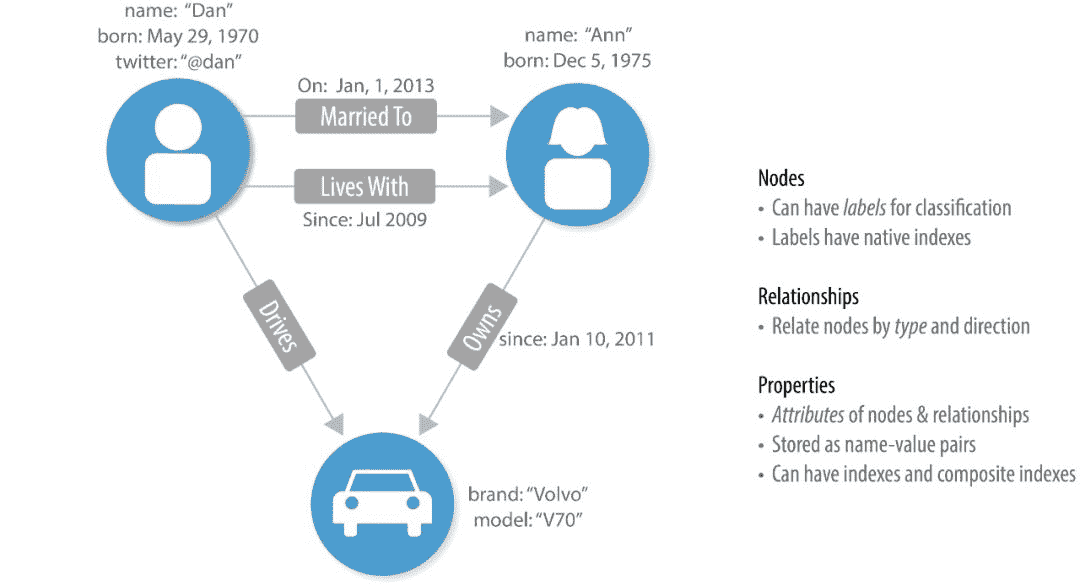 name: “Dan”
born: May 29, 1970
twitter: “@dan”
name: “Ann”
born: Dec 5, 1975
On: Jan, 1, 2013
Married To
Lives With
Since: Jul 2009
Drives
Owns
since: Jan 10, 2011
brand: “Volvo”
model: “V70”
Nodes
• Can have labels for classification
• Labels have native indexes
Relationships
• Relate nodes by type and direction
Properties
• Attributes of nodes & relationships
• Stored as name-value pairs
• Can have indexes and composite indexes